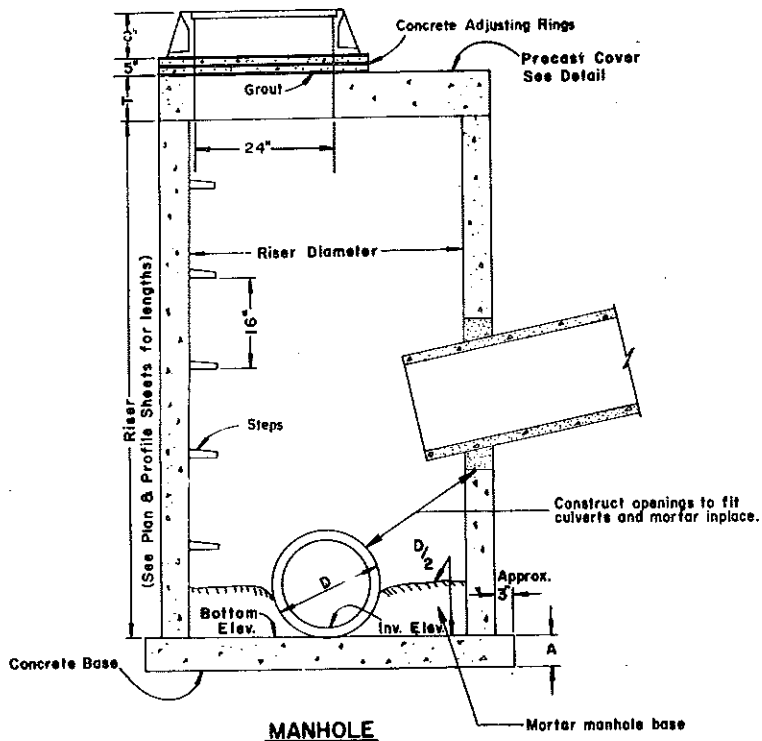 Concrete Adjusting Rings
5"
Precast Cover
See Detail
Grout
T
24"
Riser Diameter
16"
Riser
(See Plan & Profile Sheets for lengths)
Steps
Construct openings to fit
culverts and mortar inplace.
D/2
D
Approx.
3"
Bottom
Elev.
Inv. Elev.
A
Concrete Base
Mortar manhole base
MANHOLE